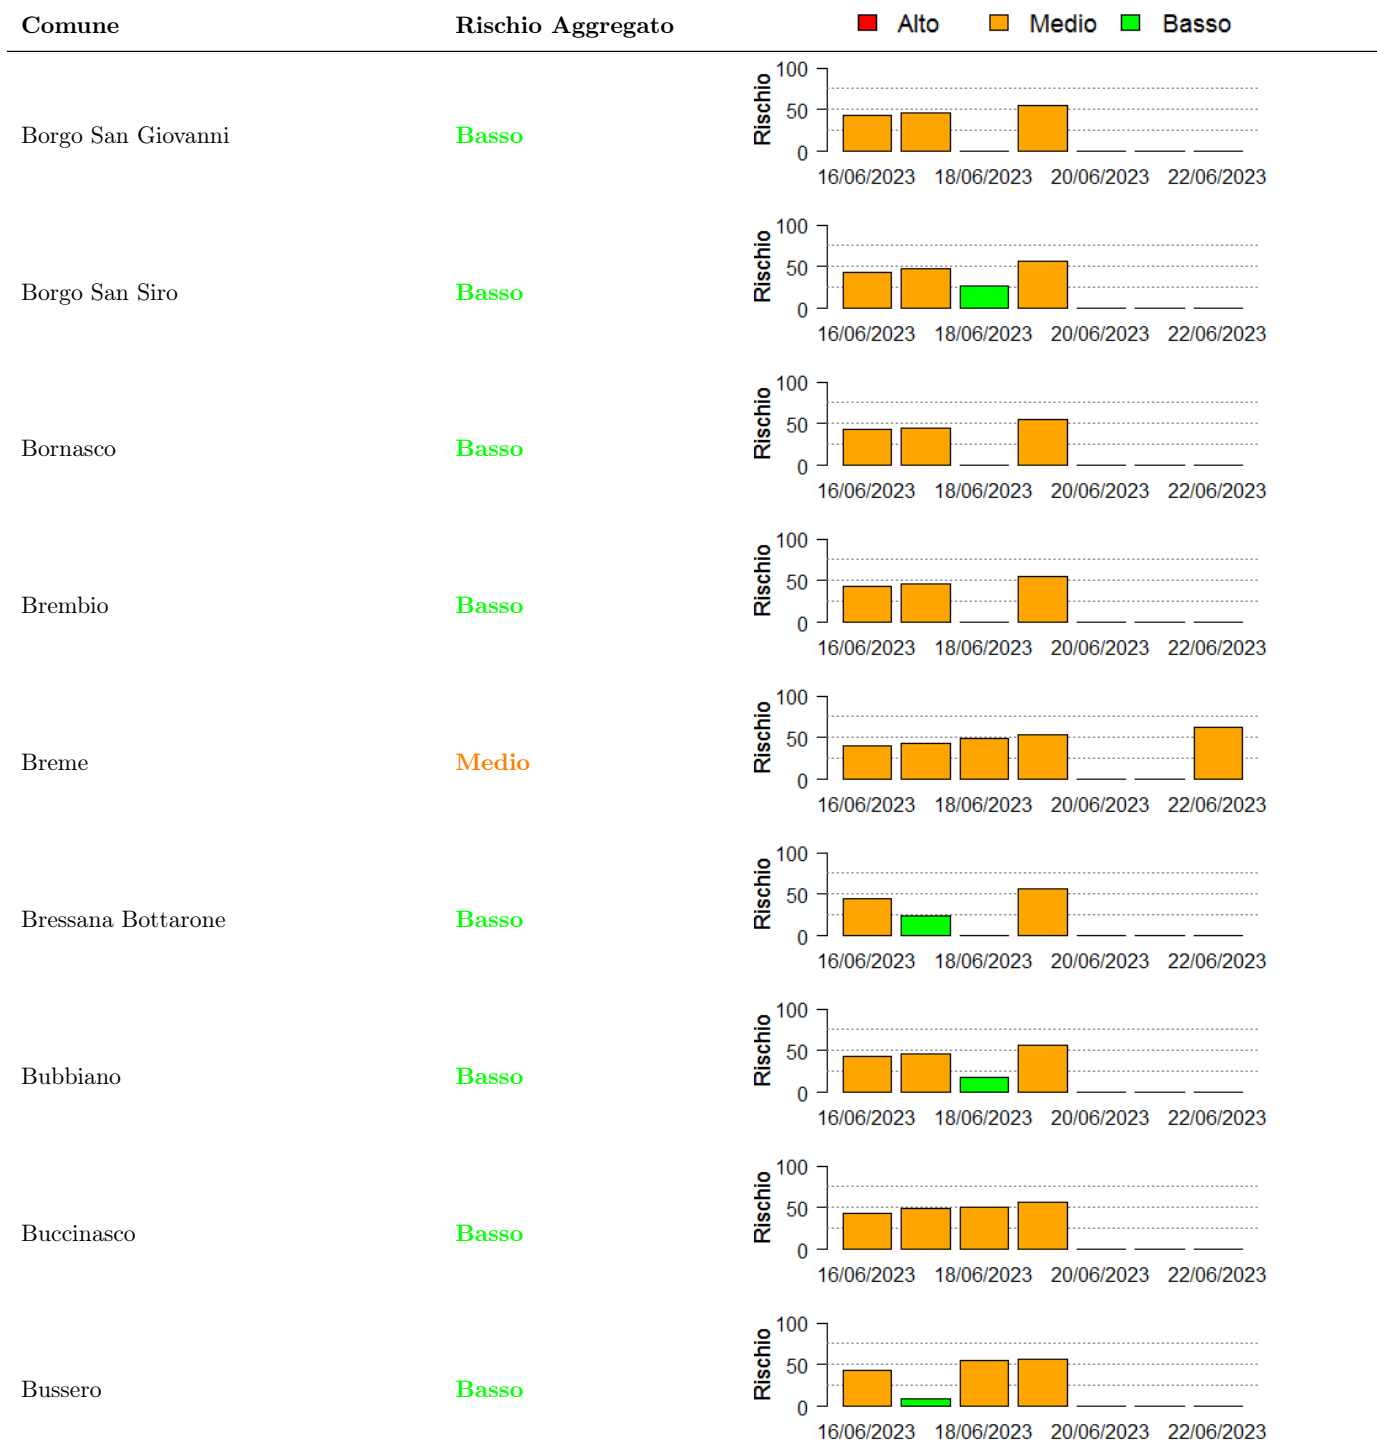 Comune Rischio Aggregato Alto Medio Basso
Borgo San Giovanni Basso
Rischio
100
50
0
16/06/2023 18/06/2023 20/06/2023 22/06/2023
Borgo San Siro Basso
Rischio
100
50
0
16/06/2023 18/06/2023 20/06/2023 22/06/2023
Bornasco Basso
Rischio
100
50
0
16/06/2023 18/06/2023 20/06/2023 22/06/2023
Brembio Basso
Rischio
100
50
0
16/06/2023 18/06/2023 20/06/2023 22/06/2023
Breme Medio
Rischio
100
50
0
16/06/2023 18/06/2023 20/06/2023 22/06/2023
Bressana Bottarone Basso
Rischio
100
50
0
16/06/2023 18/06/2023 20/06/2023 22/06/2023
Bubbiano Basso
Rischio
100
50
0
16/06/2023 18/06/2023 20/06/2023 22/06/2023
Buccinasco Basso
Rischio
100
50
0
16/06/2023 18/06/2023 20/06/2023 22/06/2023
Bussero Basso
Rischio
100
50
0
16/06/2023 18/06/2023 20/06/2023 22/06/2023